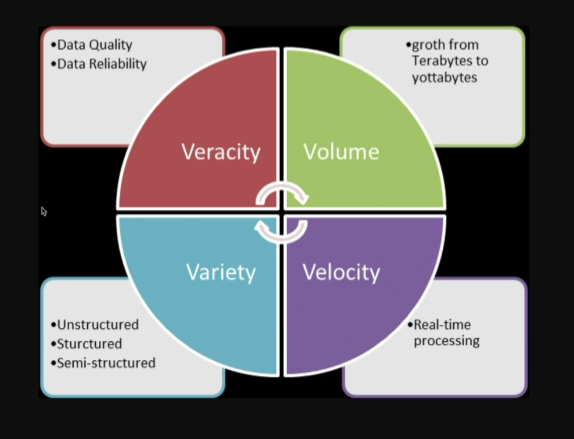 •Data Quality
•Data Reliability
•groth from
Terabytes to
yottabytes
Veracity
Volume
Variety
Velocity
•Unstructured
•Sturctured
•Semi-structured
•Real-time
processing